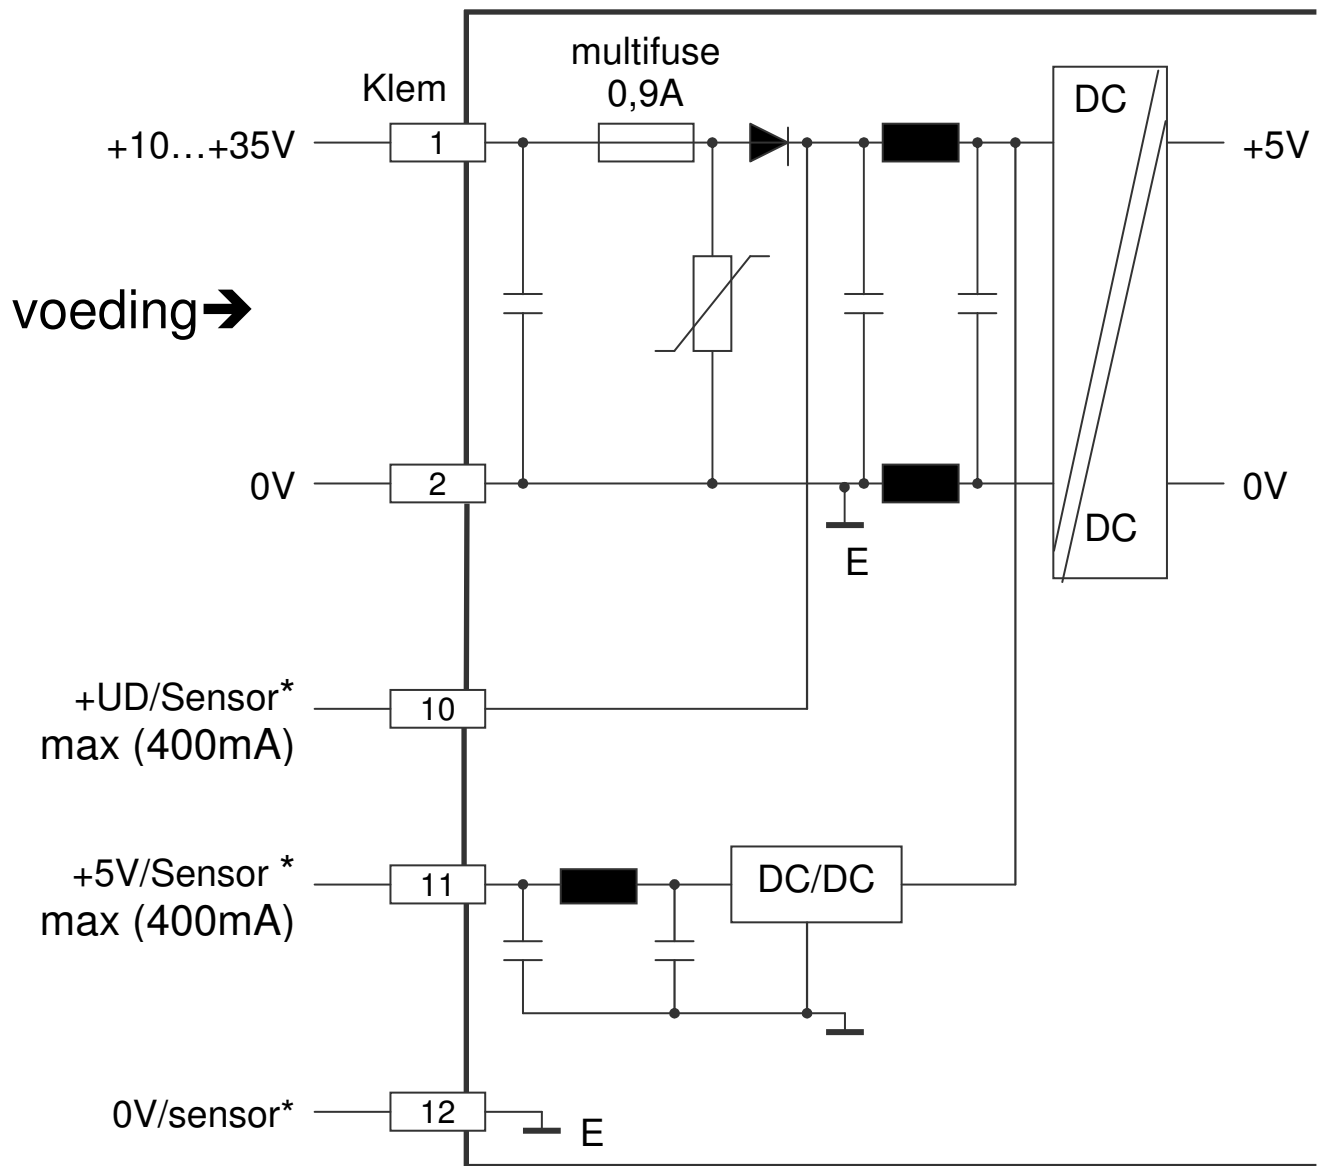 multifuse
0,9A
Klem
DC
+10...+35V
1
+5V
voeding➔
0V
2
0V
DC
E
+UD/Sensor*
10
max (400mA)
+5V/Sensor *
11
DC/DC
max (400mA)
0V/sensor*
12
E